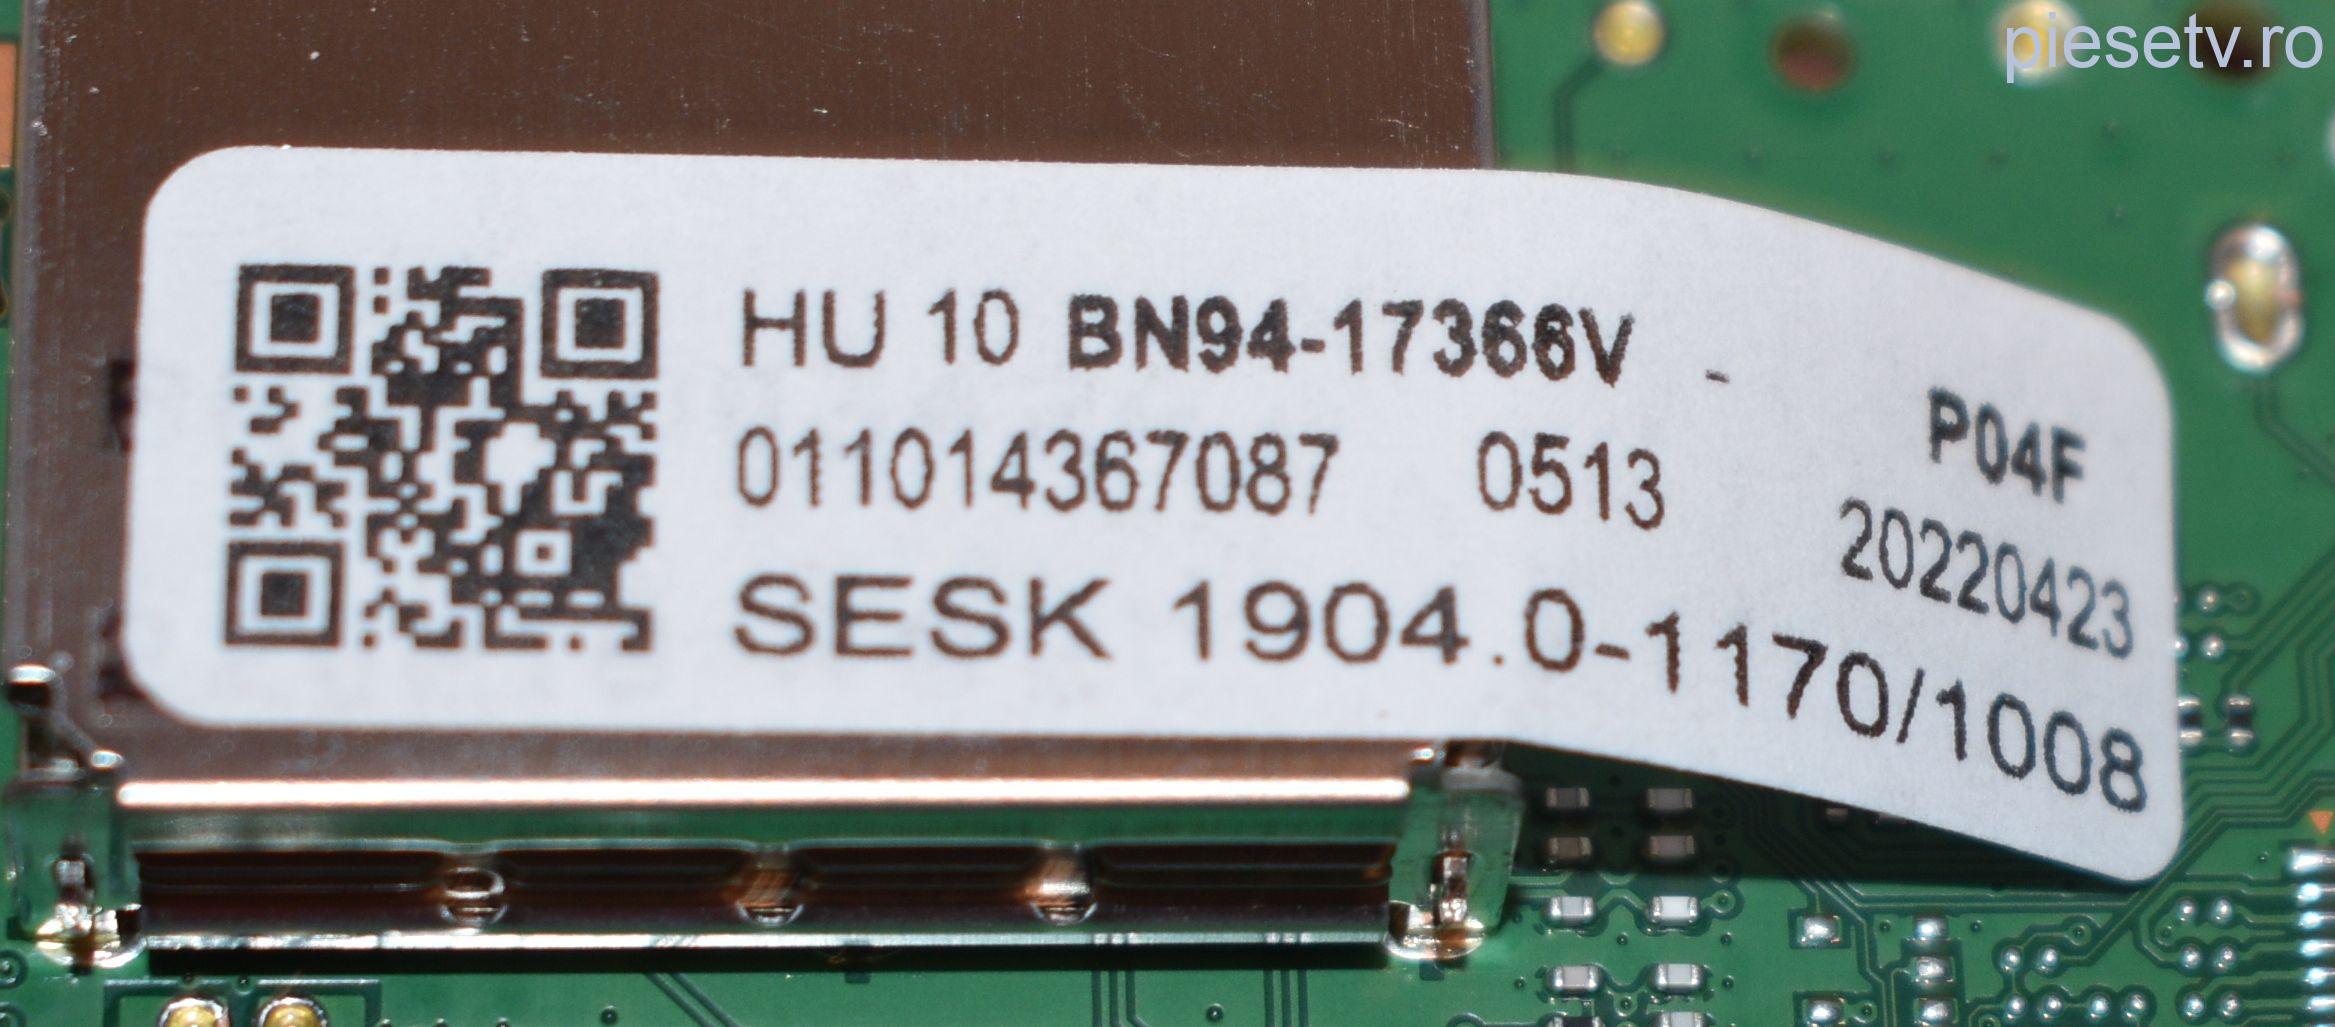 piesetv.ro
HU 10 BN94-17366V - P04F
011014367087 0513 20220423
SESK 1904.0-1170/1008